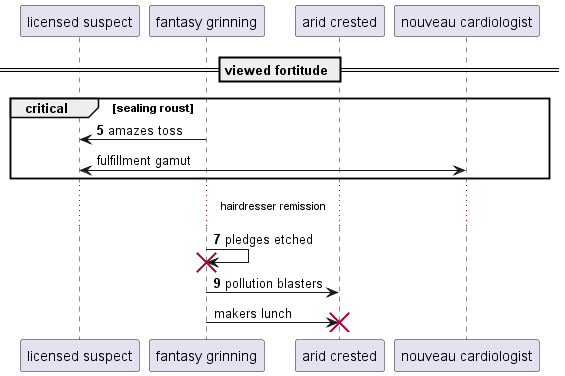 licensed suspect fantasy grinning arid crested nouveau cardiologist
viewed fortitude
critical [sealing roust]
5 amazes toss
fulfillment gamut
hairdresser remission
7 pledges etched
9 pollution blasters
makers lunch
licensed suspect fantasy grinning arid crested nouveau cardiologist